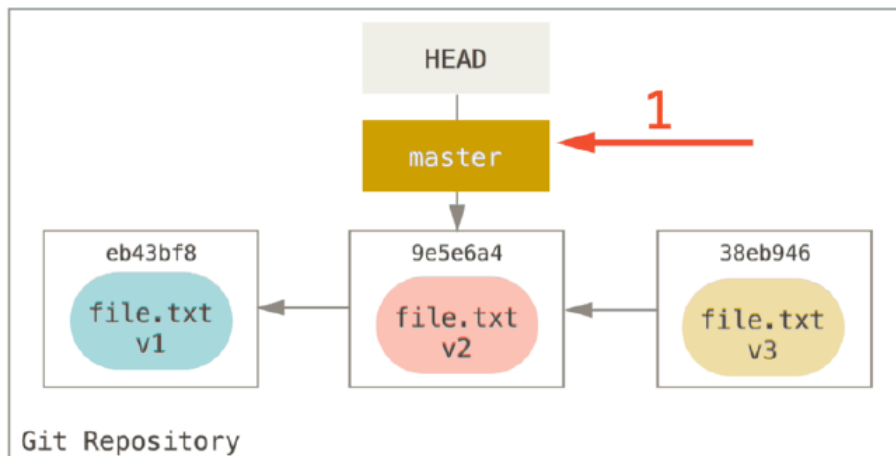 HEAD
1
master
eb43bf8
9e5e6a4
38eb946
file.txt
v1
file.txt
v2
file.txt
v3
Git Repository